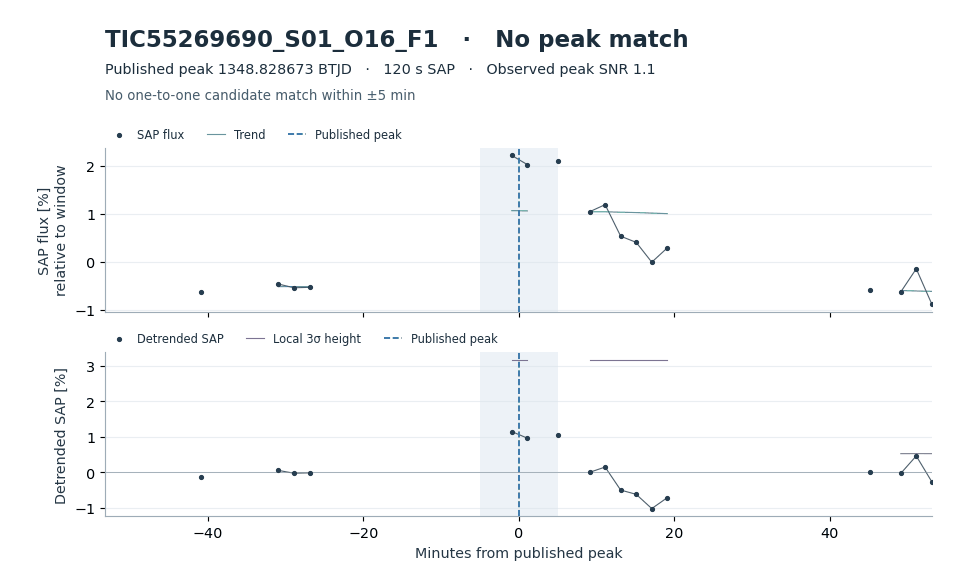 TIC55269690_S01_O16_F1 · No peak match
Published peak 1348.828673 BTJD · 120 s SAP · Observed peak SNR 1.1
No one-to-one candidate match within ±5 min
SAP flux Trend Published peak
SAP flux [%]
relative to window
2
1
0
−1
Detrended SAP Local 3σ height Published peak
Detrended SAP [%]
3
2
1
0
−1
−40 −20 0 20 40
Minutes from published peak